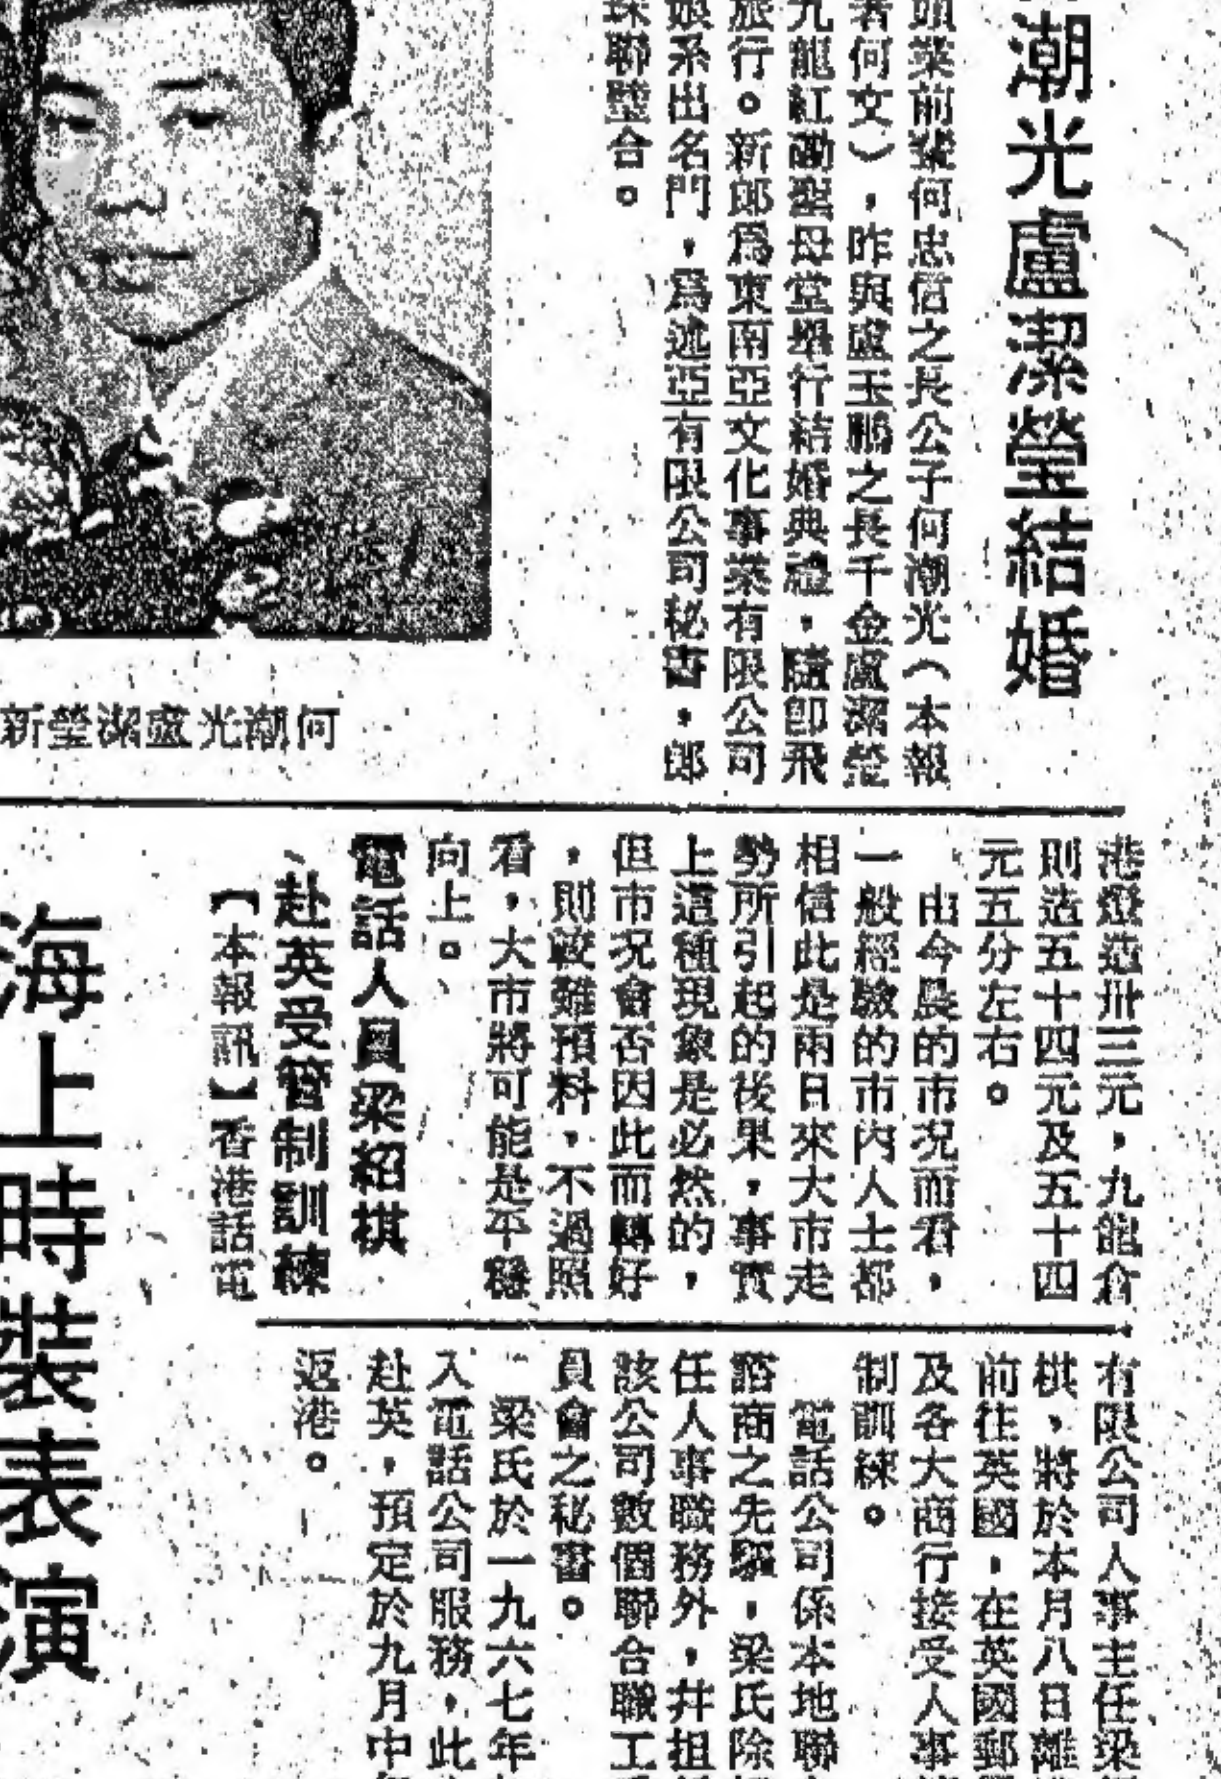 潮光盧潔瑩結婚
業前輩何忠信之長公子何潮光（本報
者何文），昨與盧玉鵬之長千金盧潔瑩
九龍紅磡聖母堂舉行結婚典禮，隨即飛
旅行。新郎爲東南亞文化事業有限公司
娘系出名門，爲述亞有限公司秘書，郎
珠聯璧合。
何潮光盧潔瑩新
港燈造卅三元，九龍倉
則造五十四元及五十四
元五分左右。
由今晨的市况而看，
一般經驗的市內人士都
相信此是兩日來大市走
勢所引起的後果，事實
上這種現象是必然的，
但市况會否因此而轉好
，則較難預料，不過照
看，大市將可能是平穩
向上。
電話人員梁紹棋
赴英受管制訓練
【本報訊】香港話電
有限公司人事主任梁
棋，將於本月八日離
前往英國，在英國郵
及各大商行接受人事
制訓練。
電話公司係本地聯
諮商之先驅，梁氏除
任人事職務外，幷担
該公司數個聯合職工
員會之秘書。
梁氏於一九六七年
入電話公司服務，此
赴英，預定於九月中
返港。
海上時裝表演